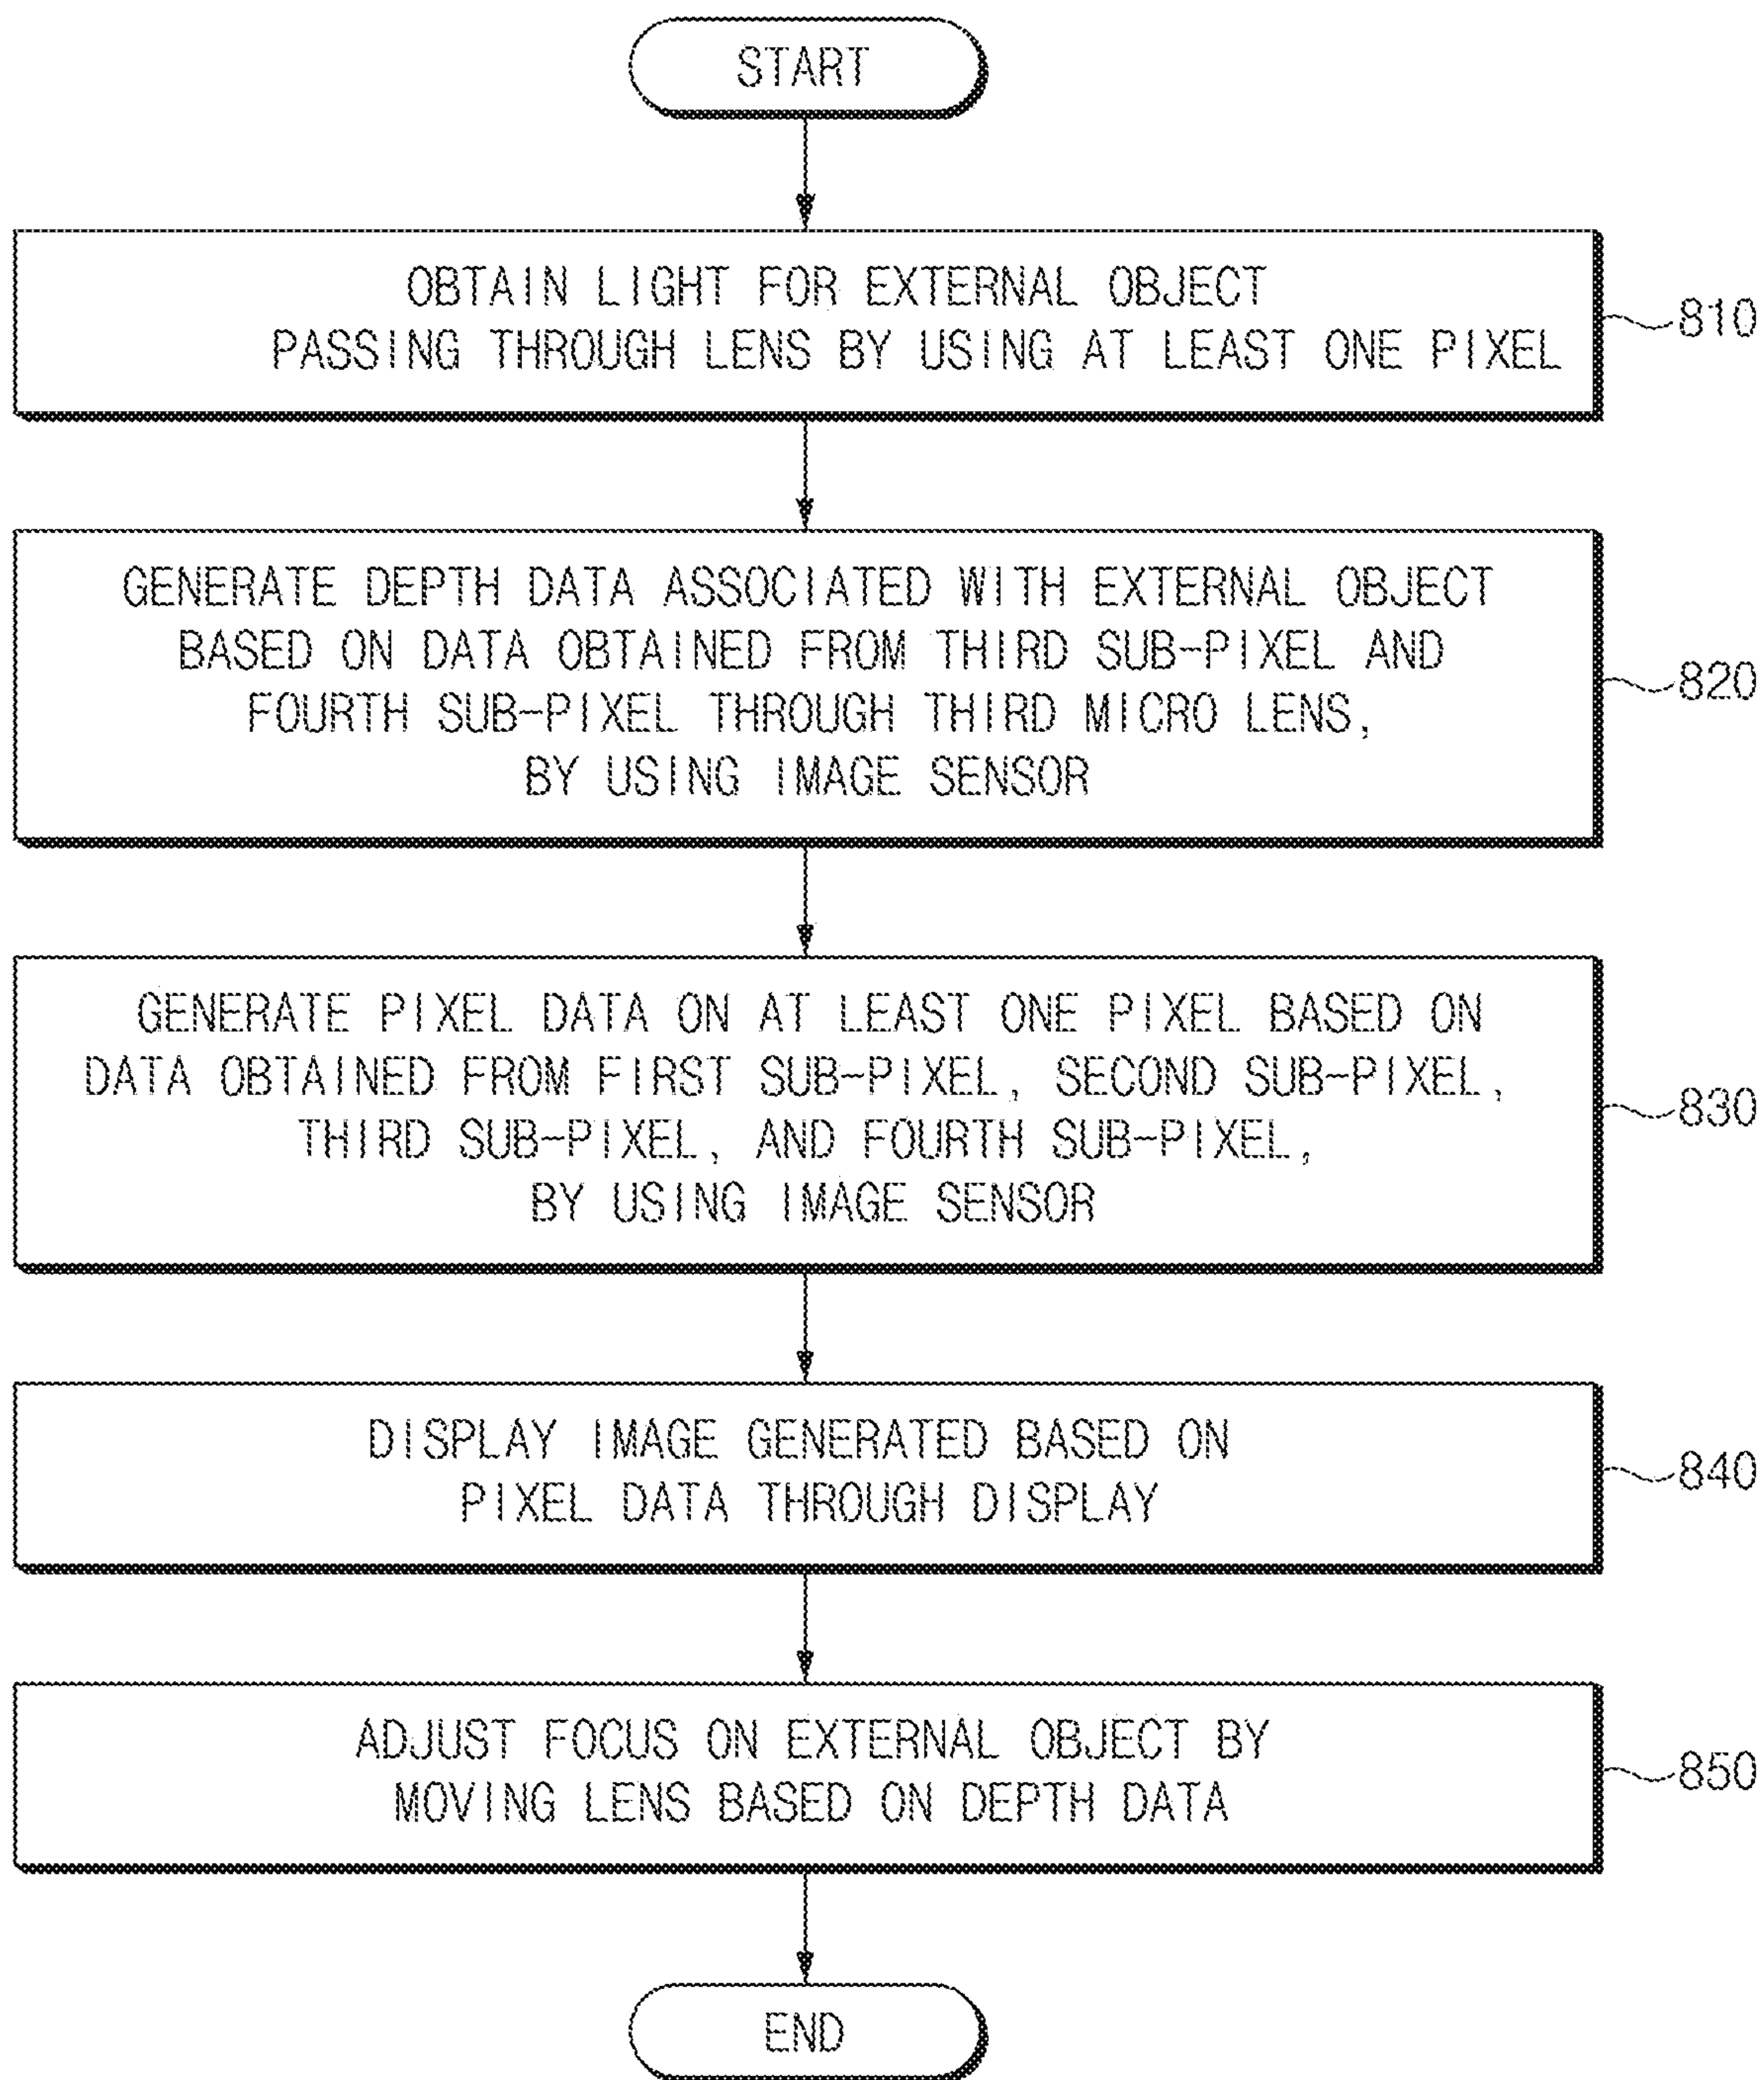 START
OBTAIN LIGHT FOR EXTERNAL OBJECT
PASSING THROUGH LENS BY USING AT LEAST ONE PIXEL
810
GENERATE DEPTH DATA ASSOCIATED WITH EXTERNAL OBJECT
BASED ON DATA OBTAINED FROM THIRD SUB-PIXEL AND
FOURTH SUB-PIXEL THROUGH THIRD MICRO LENS,
BY USING IMAGE SENSOR
820
GENERATE PIXEL DATA ON AT LEAST ONE PIXEL BASED ON
DATA OBTAINED FROM FIRST SUB-PIXEL, SECOND SUB-PIXEL,
THIRD SUB-PIXEL, AND FOURTH SUB-PIXEL,
BY USING IMAGE SENSOR
830
DISPLAY IMAGE GENERATED BASED ON
PIXEL DATA THROUGH DISPLAY
840
ADJUST FOCUS ON EXTERNAL OBJECT BY
MOVING LENS BASED ON DEPTH DATA
850
END